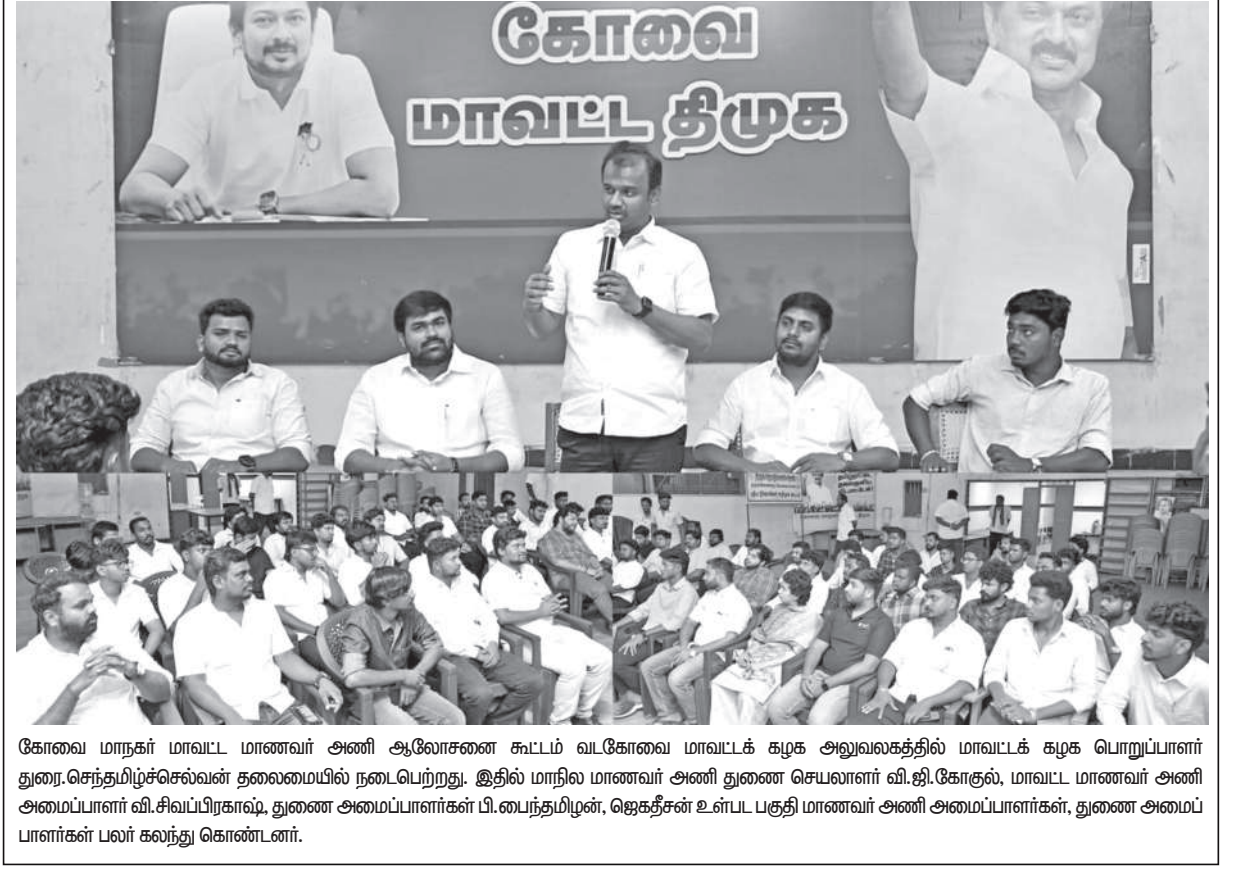 கோவை
மாவட்ட திமுக
கோவை மாநகர் மாவட்ட மாணவர் அணி ஆலோசனை கூட்டம் வடகோவை மாவட்டக் கழக அலுவலகத்தில் மாவட்டக் கழக பொறுப்பாளர்
துரை.செந்தமிழ்ச்செல்வன் தலைமையில் நடைபெற்றது. இதில் மாநில மாணவர் அணி துணை செயலாளர் வி.ஜி.கோகுல், மாவட்ட மாணவர் அணி
அமைப்பாளர் வி.சிவப்பிரகாஷ், துணை அமைப்பாளர்கள் பி.பைந்தமிழன், ஜெகதீசன் உள்பட பகுதி மாணவர் அணி அமைப்பாளர்கள், துணை அமைப்
பாளர்கள் பலர் கலந்து கொண்டனர்.